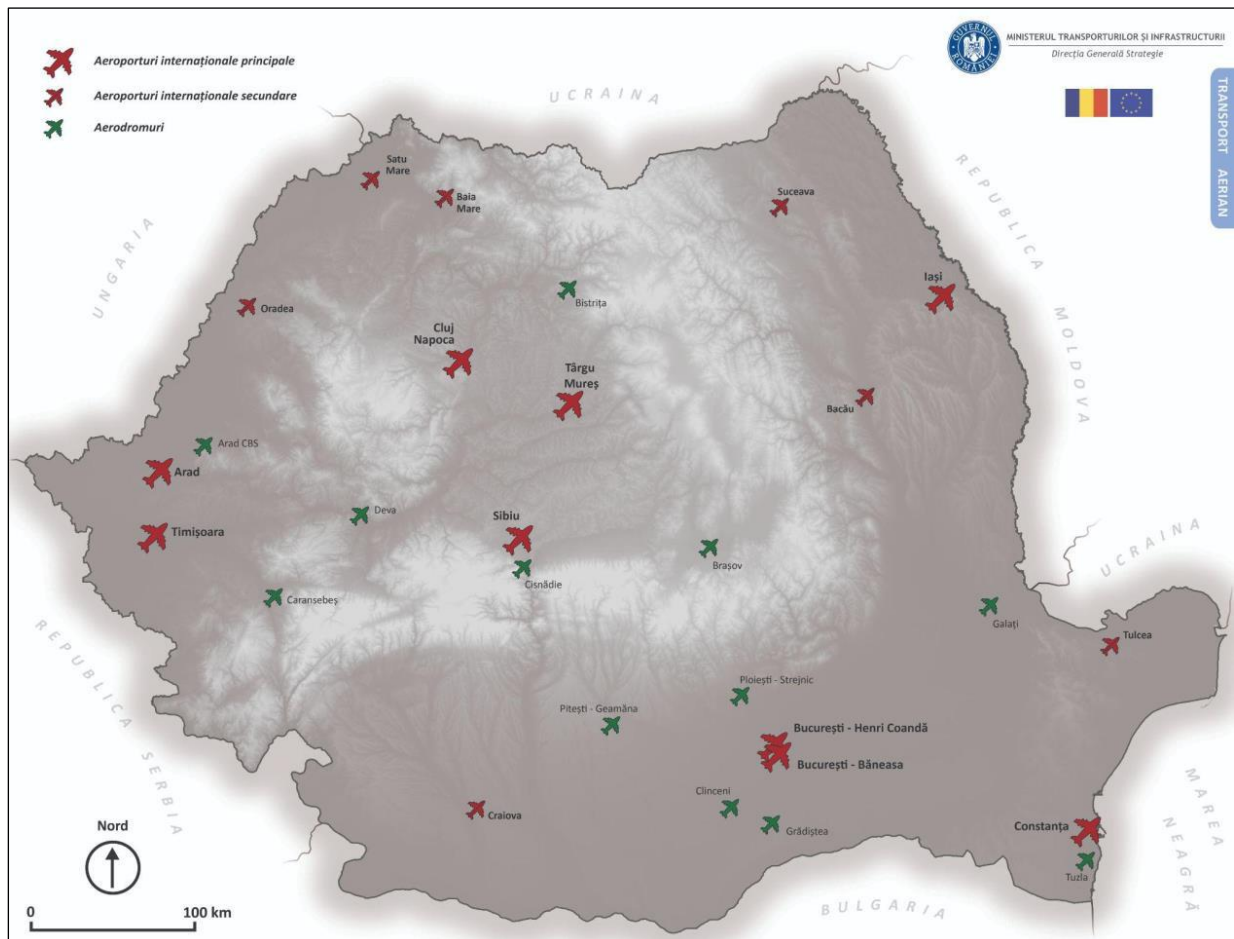 Aeroporturi internaționale principale
Aeroporturi internaționale secundare
Aerodromuri
GUVERNUL ROMÂNIEI
MINISTERUL TRANSPORTURILOR ȘI INFRASTRUCTURII
Direcția Generală Strategie
TRANSPORT AERIAN
UCRAINA
REPUBLICA MOLDOVA
UNGARIA
Satu
Mare
Baia
Mare
Suceava
Iași
Oradea
Bistrița
Cluj
Napoca
Târgu
Mureș
Bacău
Arad CBS
Arad
Deva
Timișoara
Sibiu
Cisnădie
Brașov
Caransebeș
Galați
UCRAINA
Tulcea
REPUBLICA SERBIA
Ploiești - Strejnic
Pitești - Geamăna
București - Henri Coandă
București - Băneasa
Clinceni
Craiova
Grădiștea
Constanța
Tuzla
MAREA
NEAGRĂ
BULGARIA
Nord
0 100 km